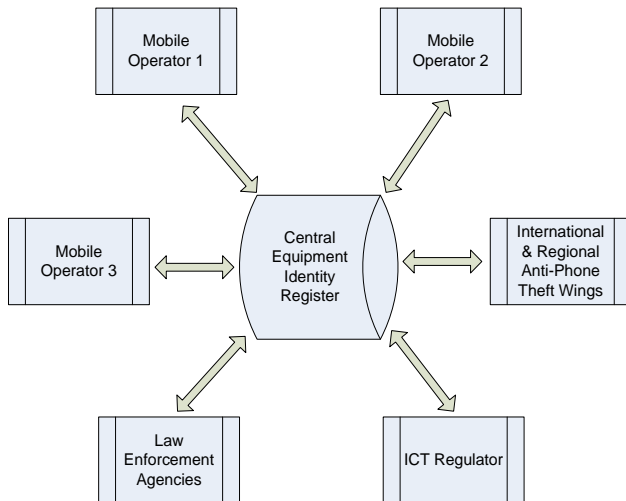 Mobile
Operator 1
Mobile
Operator 2
Mobile
Operator 3
Central
Equipment
Identity
Register
International
& Regional
Anti-Phone
Theft Wings
Law
Enforcement
Agencies
ICT Regulator